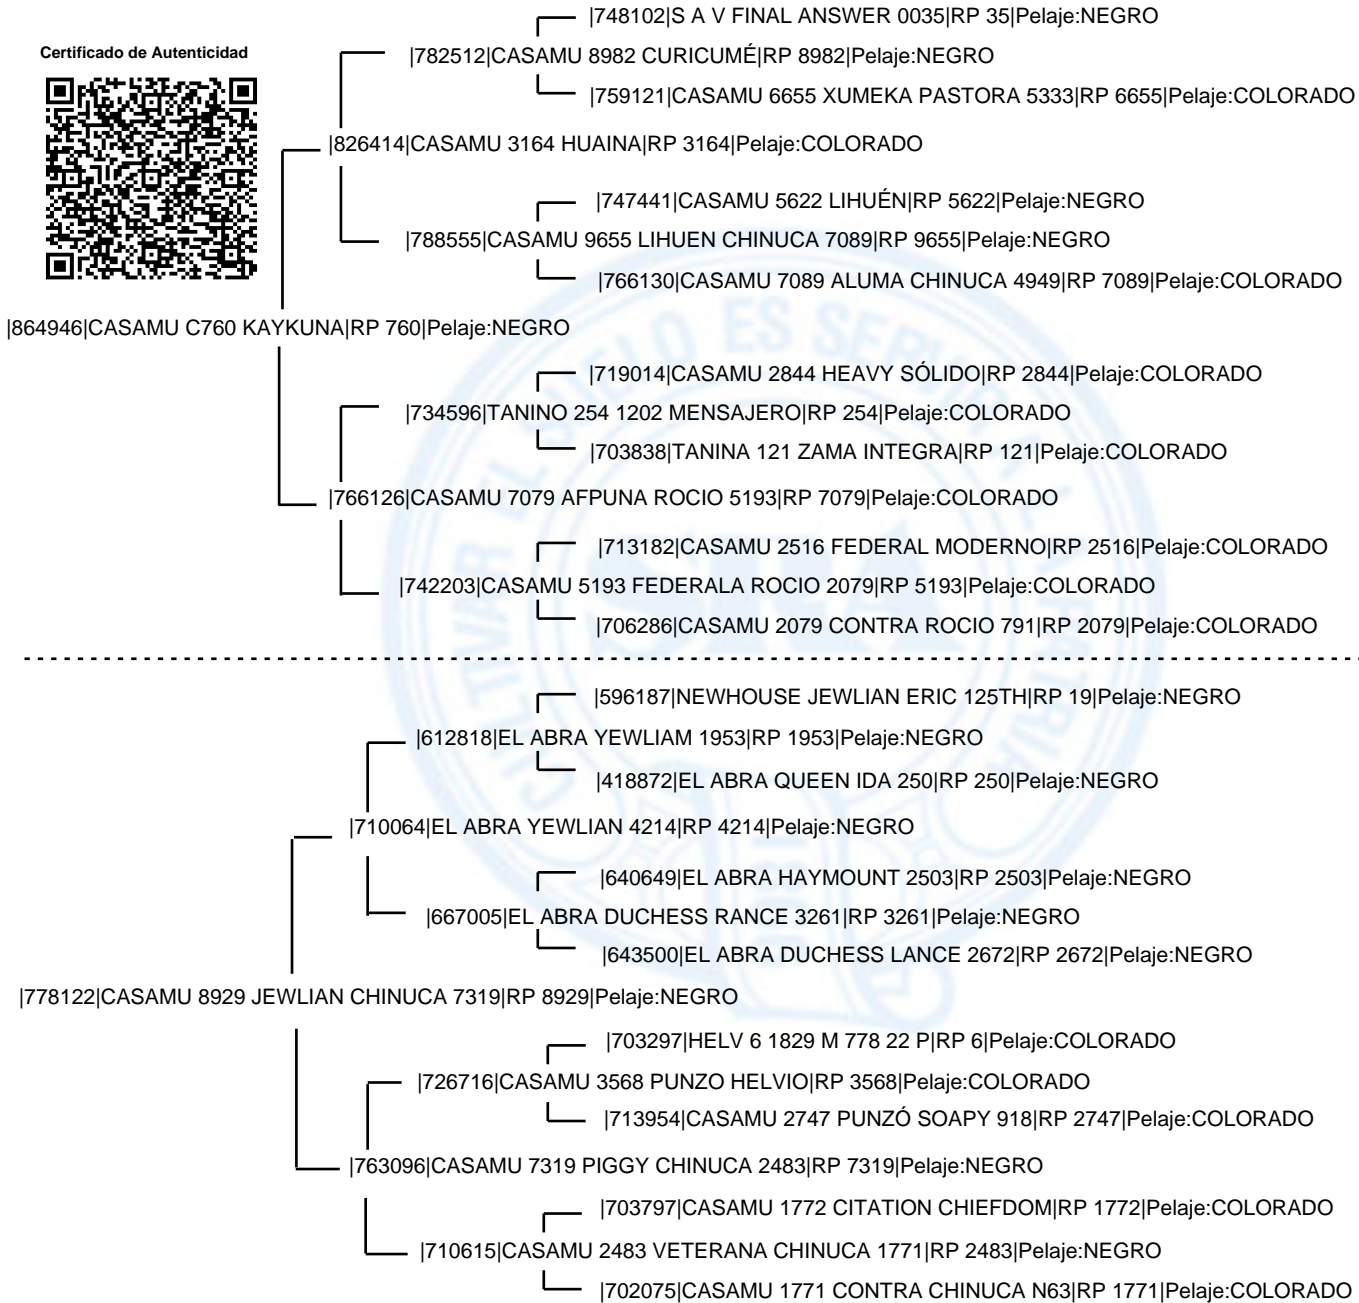 |748102|S A V FINAL ANSWER 0035|RP 35|Pelaje:NEGRO
Certificado de Autenticidad
|782512|CASAMU 8982 CURICUMÉ|RP 8982|Pelaje:NEGRO
|759121|CASAMU 6655 XUMEKA PASTORA 5333|RP 6655|Pelaje:COLORADO
|826414|CASAMU 3164 HUAINA|RP 3164|Pelaje:COLORADO
|747441|CASAMU 5622 LIHUÉN|RP 5622|Pelaje:NEGRO
|788555|CASAMU 9655 LIHUEN CHINUCA 7089|RP 9655|Pelaje:NEGRO
|766130|CASAMU 7089 ALUMA CHINUCA 4949|RP 7089|Pelaje:COLORADO
|864946|CASAMU C760 KAYKUNA|RP 760|Pelaje:NEGRO
|719014|CASAMU 2844 HEAVY SÓLIDO|RP 2844|Pelaje:COLORADO
|734596|TANINO 254 1202 MENSAJERO|RP 254|Pelaje:COLORADO
|703838|TANINA 121 ZAMA INTEGRA|RP 121|Pelaje:COLORADO
|766126|CASAMU 7079 AFPUNA ROCIO 5193|RP 7079|Pelaje:COLORADO
|713182|CASAMU 2516 FEDERAL MODERNO|RP 2516|Pelaje:COLORADO
|742203|CASAMU 5193 FEDERALA ROCIO 2079|RP 5193|Pelaje:COLORADO
|706286|CASAMU 2079 CONTRA ROCIO 791|RP 2079|Pelaje:COLORADO
|596187|NEWHOUSE JEWLIAN ERIC 125TH|RP 19|Pelaje:NEGRO
|612818|EL ABRA YEWLIAM 1953|RP 1953|Pelaje:NEGRO
|418872|EL ABRA QUEEN IDA 250|RP 250|Pelaje:NEGRO
|710064|EL ABRA YEWLIAN 4214|RP 4214|Pelaje:NEGRO
|640649|EL ABRA HAYMOUNT 2503|RP 2503|Pelaje:NEGRO
|667005|EL ABRA DUCHESS RANCE 3261|RP 3261|Pelaje:NEGRO
|643500|EL ABRA DUCHESS LANCE 2672|RP 2672|Pelaje:NEGRO
|778122|CASAMU 8929 JEWLIAN CHINUCA 7319|RP 8929|Pelaje:NEGRO
|703297|HELV 6 1829 M 778 22 P|RP 6|Pelaje:COLORADO
|726716|CASAMU 3568 PUNZO HELVIO|RP 3568|Pelaje:COLORADO
|713954|CASAMU 2747 PUNZÓ SOAPY 918|RP 2747|Pelaje:COLORADO
|763096|CASAMU 7319 PIGGY CHINUCA 2483|RP 7319|Pelaje:NEGRO
|703797|CASAMU 1772 CITATION CHIEFDOM|RP 1772|Pelaje:COLORADO
|710615|CASAMU 2483 VETERANA CHINUCA 1771|RP 2483|Pelaje:NEGRO
|702075|CASAMU 1771 CONTRA CHINUCA N63|RP 1771|Pelaje:COLORADO
CULTIVAR EL SUELO ES SERVIR A LA PATRIA
SRA
1866